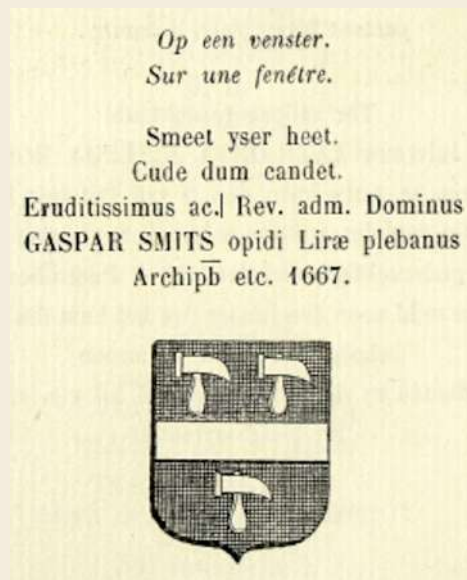 Op een venster.
Sur une fenétre.
Smeet yser heet.
Cude dum candet.
Eruditissimus ac.| Rev. adm. Dominus
GASPAR SMITS opidi Liræ plebanus
Archipb̅ etc. 1667.